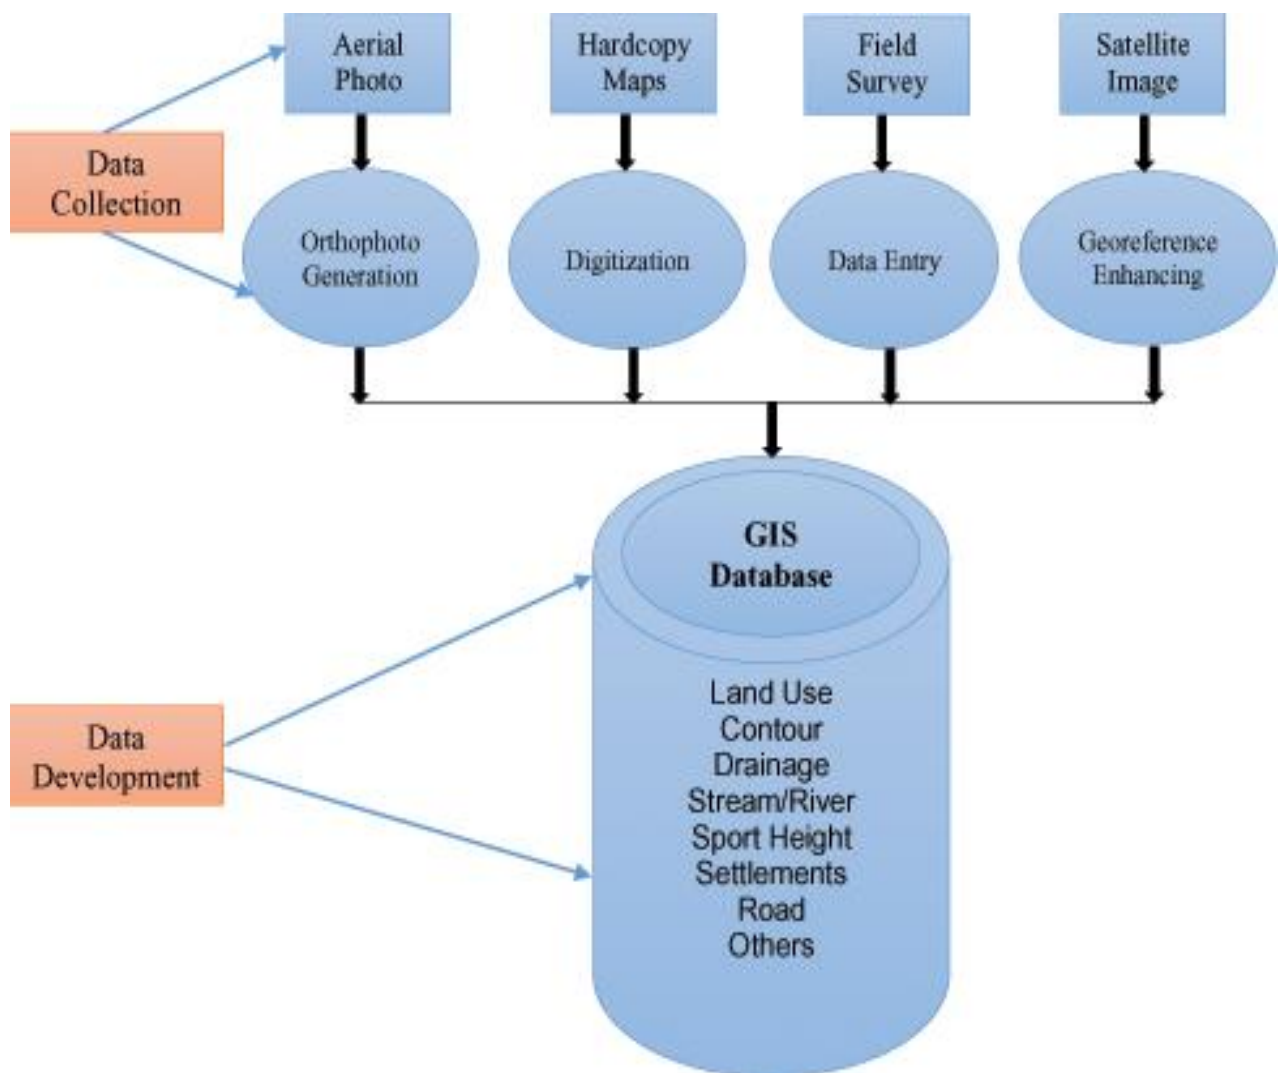 Aerial
Photo
Hardcopy
Maps
Field
Survey
Satellite
Image
Data
Collection
Orthophoto
Generation
Digitization
Data Entry
Georeference
Enhancing
GIS
Database
Land Use
Contour
Drainage
Stream/River
Sport Height
Settlements
Road
Others
Data
Development